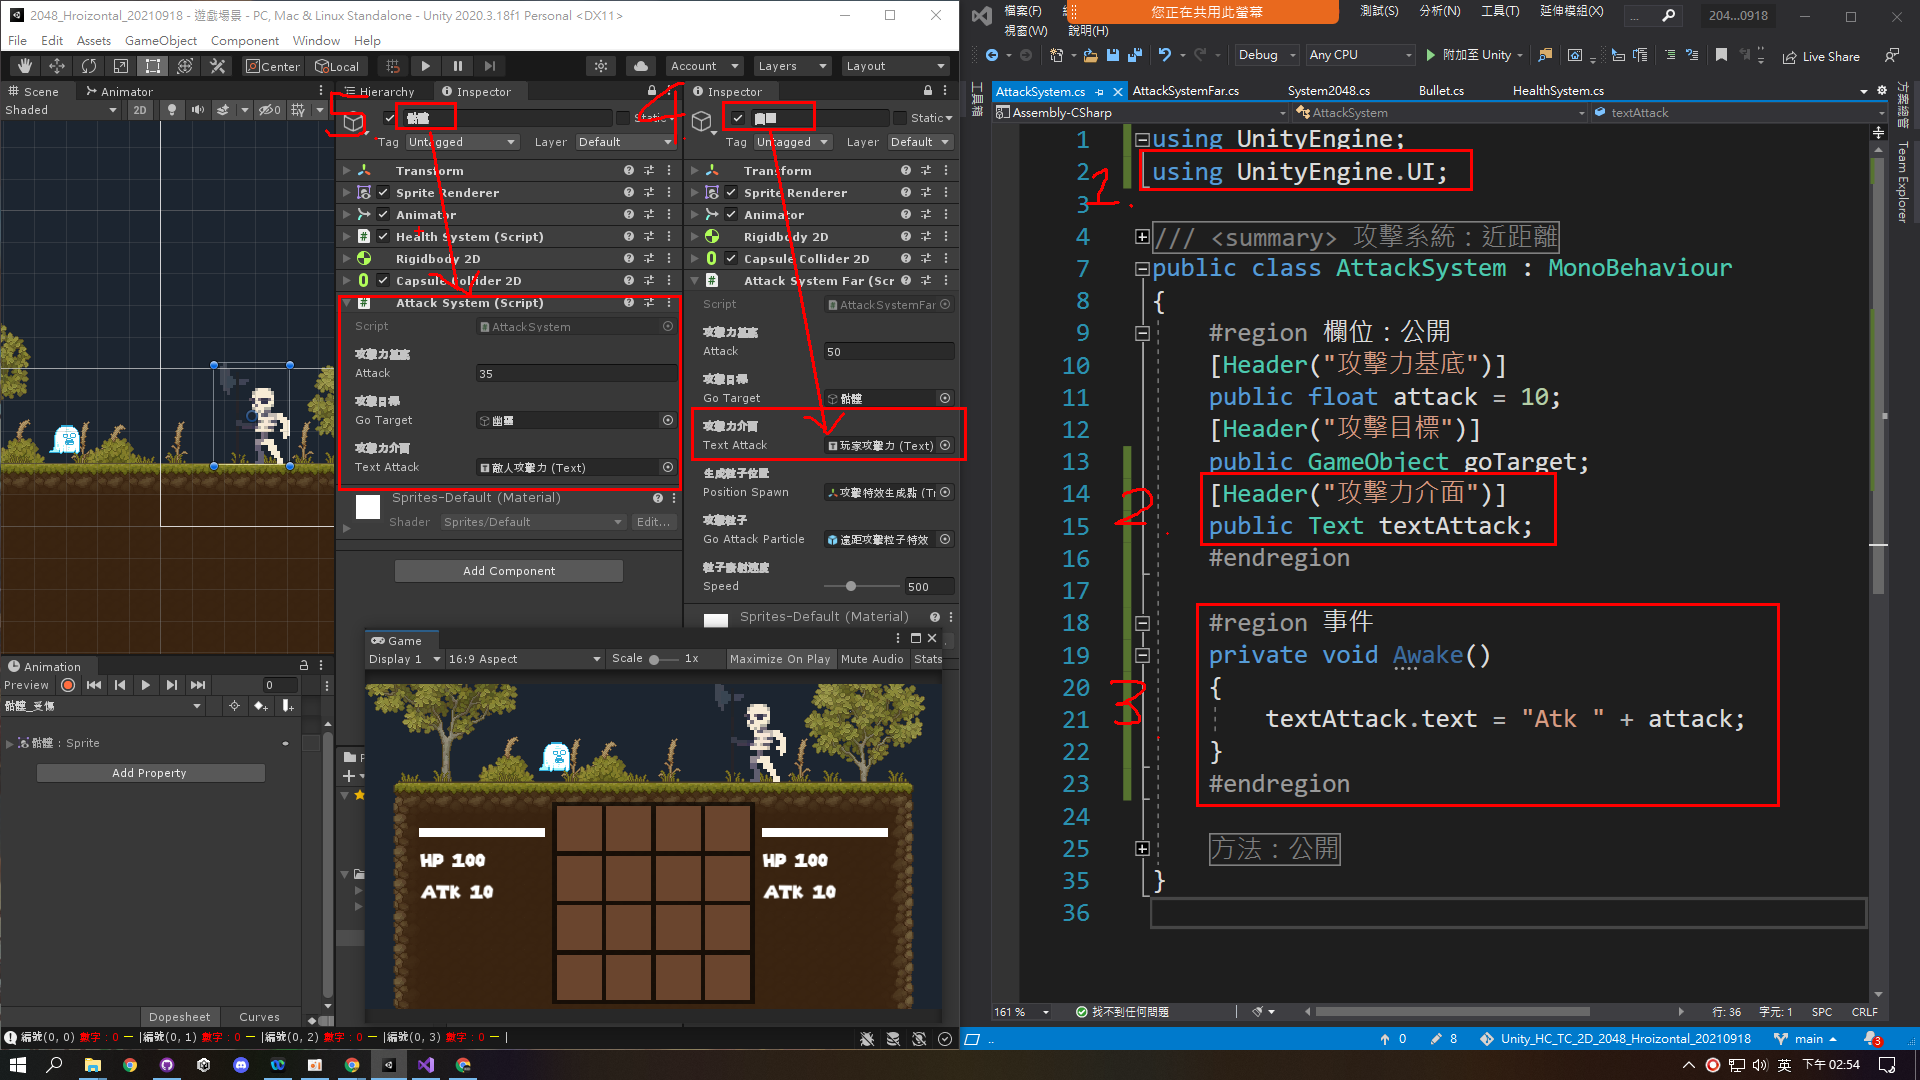 2048_Hroizontal_20210918 - 遊戲場景 - PC, Mac & Linux Standalone - Unity 2020.3.18f1 Personal <DX11>
File Edit Assets GameObject Component Window Help
Center Local Account Layers Layout
Scene Animator
Shaded 2D 0
Hierarchy Inspector
骷髏 Static
Tag Untagged Layer Default
Transform
Sprite Renderer
Animator
Health System (Script)
Rigidbody 2D
Capsule Collider 2D
Attack System (Script)
Script AttackSystem
攻擊力基底
Attack 35
攻擊目標
Go Target 幽靈
攻擊力介面
Text Attack 敵人攻擊力 (Text)
Sprites-Default (Material)
Shader Sprites/Default Edit...
Add Component
Inspector
Static
Tag Untagged Layer Default
Transform
Sprite Renderer
Animator
Rigidbody 2D
Capsule Collider 2D
Attack System Far (Scr
Script AttackSystemFar
攻擊力基底
Attack 50
攻擊目標
Go Target 骷髏
攻擊力介面
Text Attack 玩家攻擊力 (Text)
生成粒子位置
Position Spawn 攻擊特效生成點 (Tr
攻擊粒子
Go Attack Particle 遠距攻擊粒子特效
粒子發射速度
Speed 500
Sprites-Default (Material)
Game
Display 1 16:9 Aspect Scale 1x Maximize On Play Mute Audio Stats
HP 100
ATK 10
HP 100
ATK 10
Animation
Preview 0
骷髏_受傷
骷髏 : Sprite
Add Property
Dopesheet Curves
編號(0, 0) 數字 : 0 — |編號(0, 1) 數字 : 0 — |編號(0, 2) 數字 : 0 — |編號(0, 3) 數字 : 0 — |
檔案(F) 您正在共用此螢幕 測試(S) 分析(N) 工具(T) 延伸模組(X) ... 204...0918
視窗(W) 說明(H)
Debug Any CPU 附加至 Unity Live Share
工具箱
AttackSystem.cs AttackSystemFar.cs System2048.cs Bullet.cs HealthSystem.cs
Assembly-CSharp AttackSystem textAttack
方案總管
Team Explorer
1 using UnityEngine;
2 using UnityEngine.UI;
3
4 /// <summary> 攻擊系統：近距離
7 public class AttackSystem : MonoBehaviour
8 {
9 #region 欄位：公開
10 [Header("攻擊力基底")]
11 public float attack = 10;
12 [Header("攻擊目標")]
13 public GameObject goTarget;
14 [Header("攻擊力介面")]
15 public Text textAttack;
16 #endregion
17
18 #region 事件
19 private void Awake()
20 {
21 textAttack.text = "Atk " + attack;
22 }
23 #endregion
24
25 方法：公開
35 }
36
1.
2
3
161 % 找不到任何問題 行: 36 字元: 1 SPC CRLF
0 8 Unity_HC_TC_2D_2048_Hroizontal_20210918 main 3
英 下午 02:54